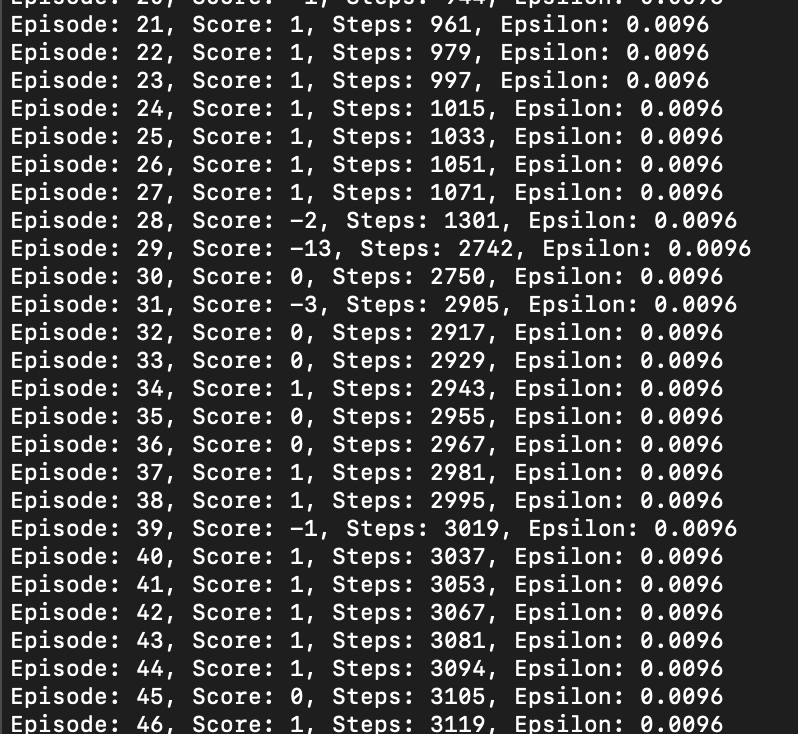 Episode: 20, Score: -1, Steps: 944, Epsilon: 0.0096
Episode: 21, Score: 1, Steps: 961, Epsilon: 0.0096
Episode: 22, Score: 1, Steps: 979, Epsilon: 0.0096
Episode: 23, Score: 1, Steps: 997, Epsilon: 0.0096
Episode: 24, Score: 1, Steps: 1015, Epsilon: 0.0096
Episode: 25, Score: 1, Steps: 1033, Epsilon: 0.0096
Episode: 26, Score: 1, Steps: 1051, Epsilon: 0.0096
Episode: 27, Score: 1, Steps: 1071, Epsilon: 0.0096
Episode: 28, Score: -2, Steps: 1301, Epsilon: 0.0096
Episode: 29, Score: -13, Steps: 2742, Epsilon: 0.0096
Episode: 30, Score: 0, Steps: 2750, Epsilon: 0.0096
Episode: 31, Score: -3, Steps: 2905, Epsilon: 0.0096
Episode: 32, Score: 0, Steps: 2917, Epsilon: 0.0096
Episode: 33, Score: 0, Steps: 2929, Epsilon: 0.0096
Episode: 34, Score: 1, Steps: 2943, Epsilon: 0.0096
Episode: 35, Score: 0, Steps: 2955, Epsilon: 0.0096
Episode: 36, Score: 0, Steps: 2967, Epsilon: 0.0096
Episode: 37, Score: 1, Steps: 2981, Epsilon: 0.0096
Episode: 38, Score: 1, Steps: 2995, Epsilon: 0.0096
Episode: 39, Score: -1, Steps: 3019, Epsilon: 0.0096
Episode: 40, Score: 1, Steps: 3037, Epsilon: 0.0096
Episode: 41, Score: 1, Steps: 3053, Epsilon: 0.0096
Episode: 42, Score: 1, Steps: 3067, Epsilon: 0.0096
Episode: 43, Score: 1, Steps: 3081, Epsilon: 0.0096
Episode: 44, Score: 1, Steps: 3094, Epsilon: 0.0096
Episode: 45, Score: 0, Steps: 3105, Epsilon: 0.0096
Episode: 46, Score: 1, Steps: 3119, Epsilon: 0.0096